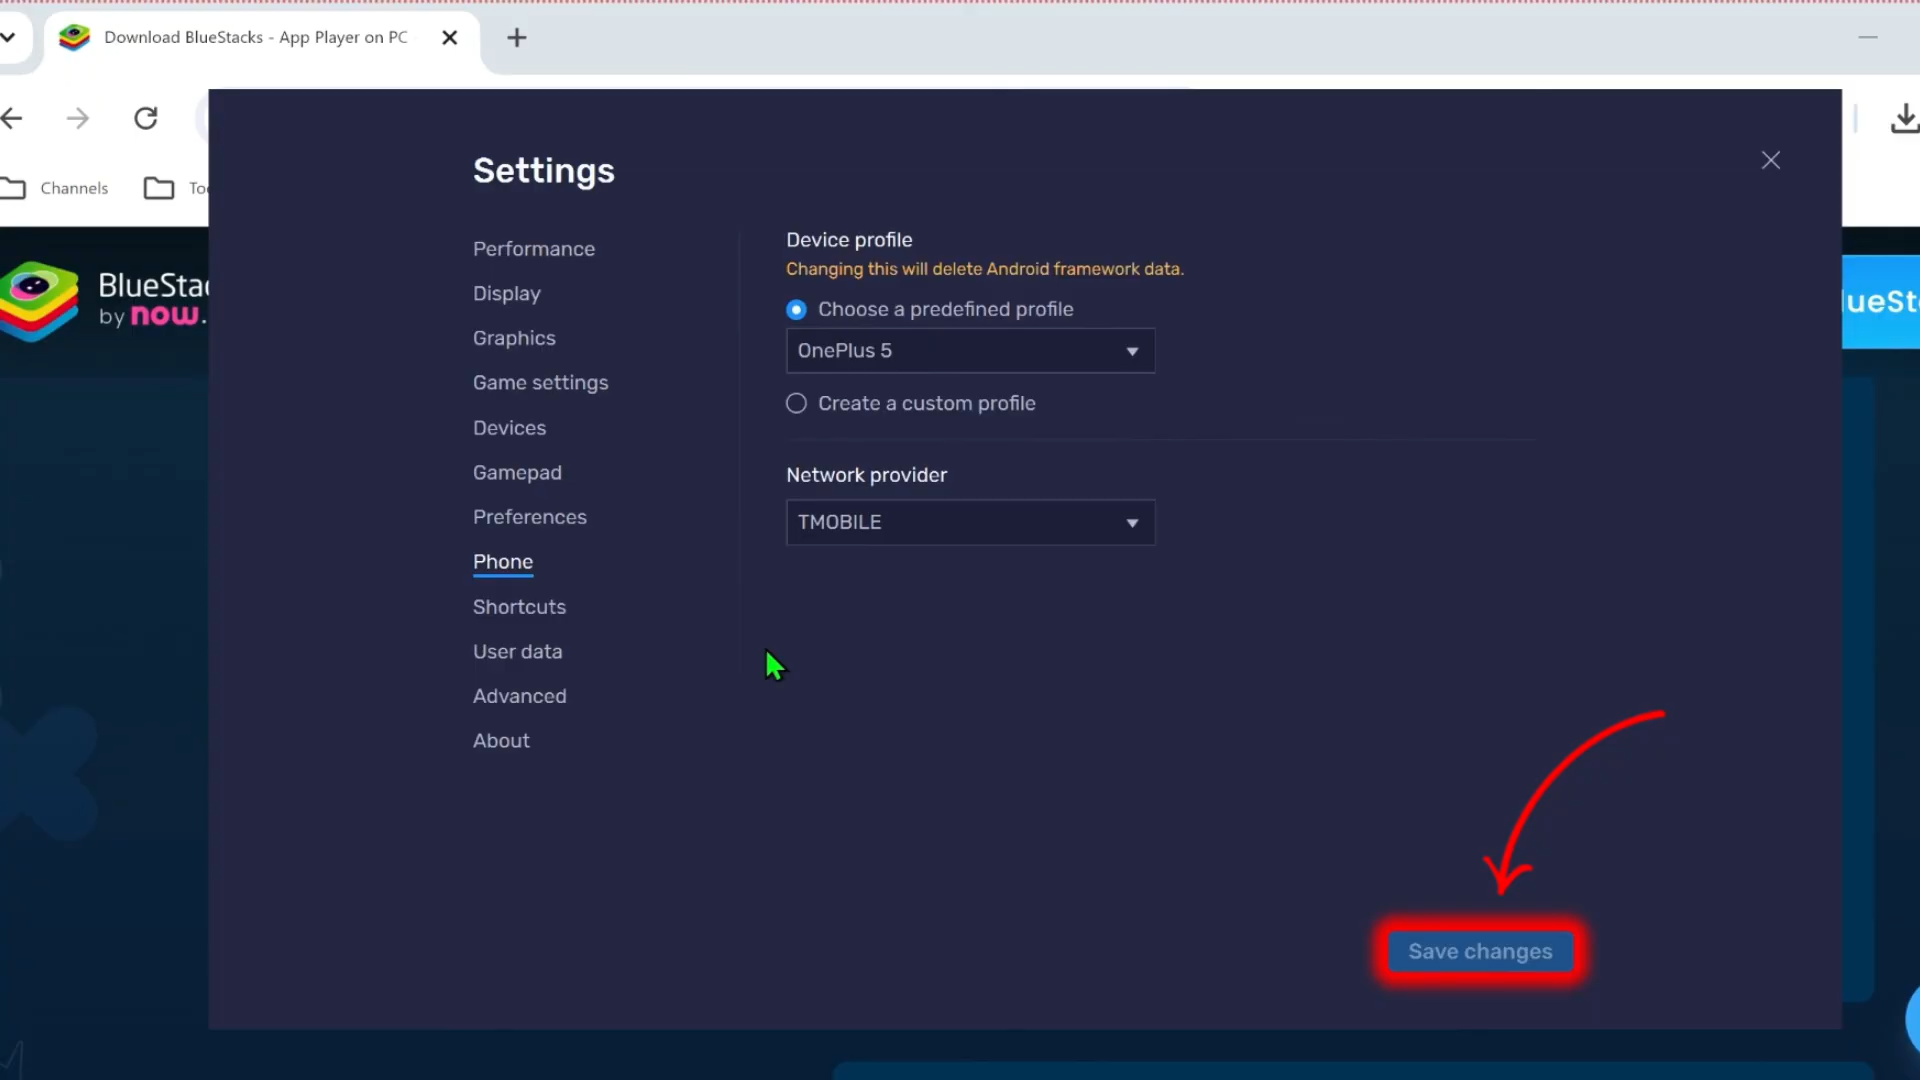 Download BlueStacks - App Player on PC
Channels
Settings
BlueStac
by now.
Performance
Display
Graphics
Game settings
Devices
Gamepad
Preferences
Phone
Shortcuts
User data
Advanced
About
Device profile
Changing this will delete Android framework data.
Choose a predefined profile
OnePlus 5
Create a custom profile
Network provider
TMOBILE
Save changes